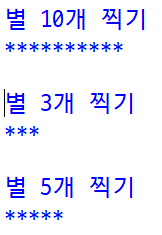 별 10개 찍기
**********
별 3개 찍기
***
별 5개 찍기
*****